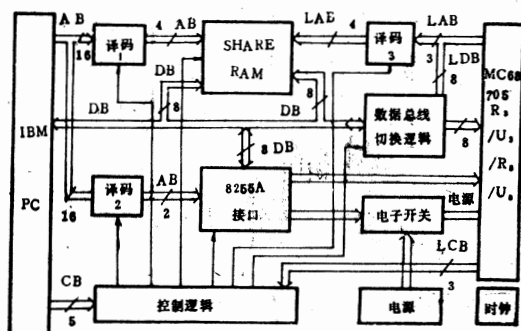 AB
4
AB
LAB
4
LAB
16
译码
1
SHARE
RAM
译码
3
3
LDB
8
MC68
705
R₃
/U₃
/R₅
/U₅
DB
8
DB
8
DB
数据总线
切换逻辑
8
1BM
PC
8
DB
16
译码
2
AB
2
8255A
接口
电源
电子开关
LCB
3
CB
5
控制逻辑
电源
时钟